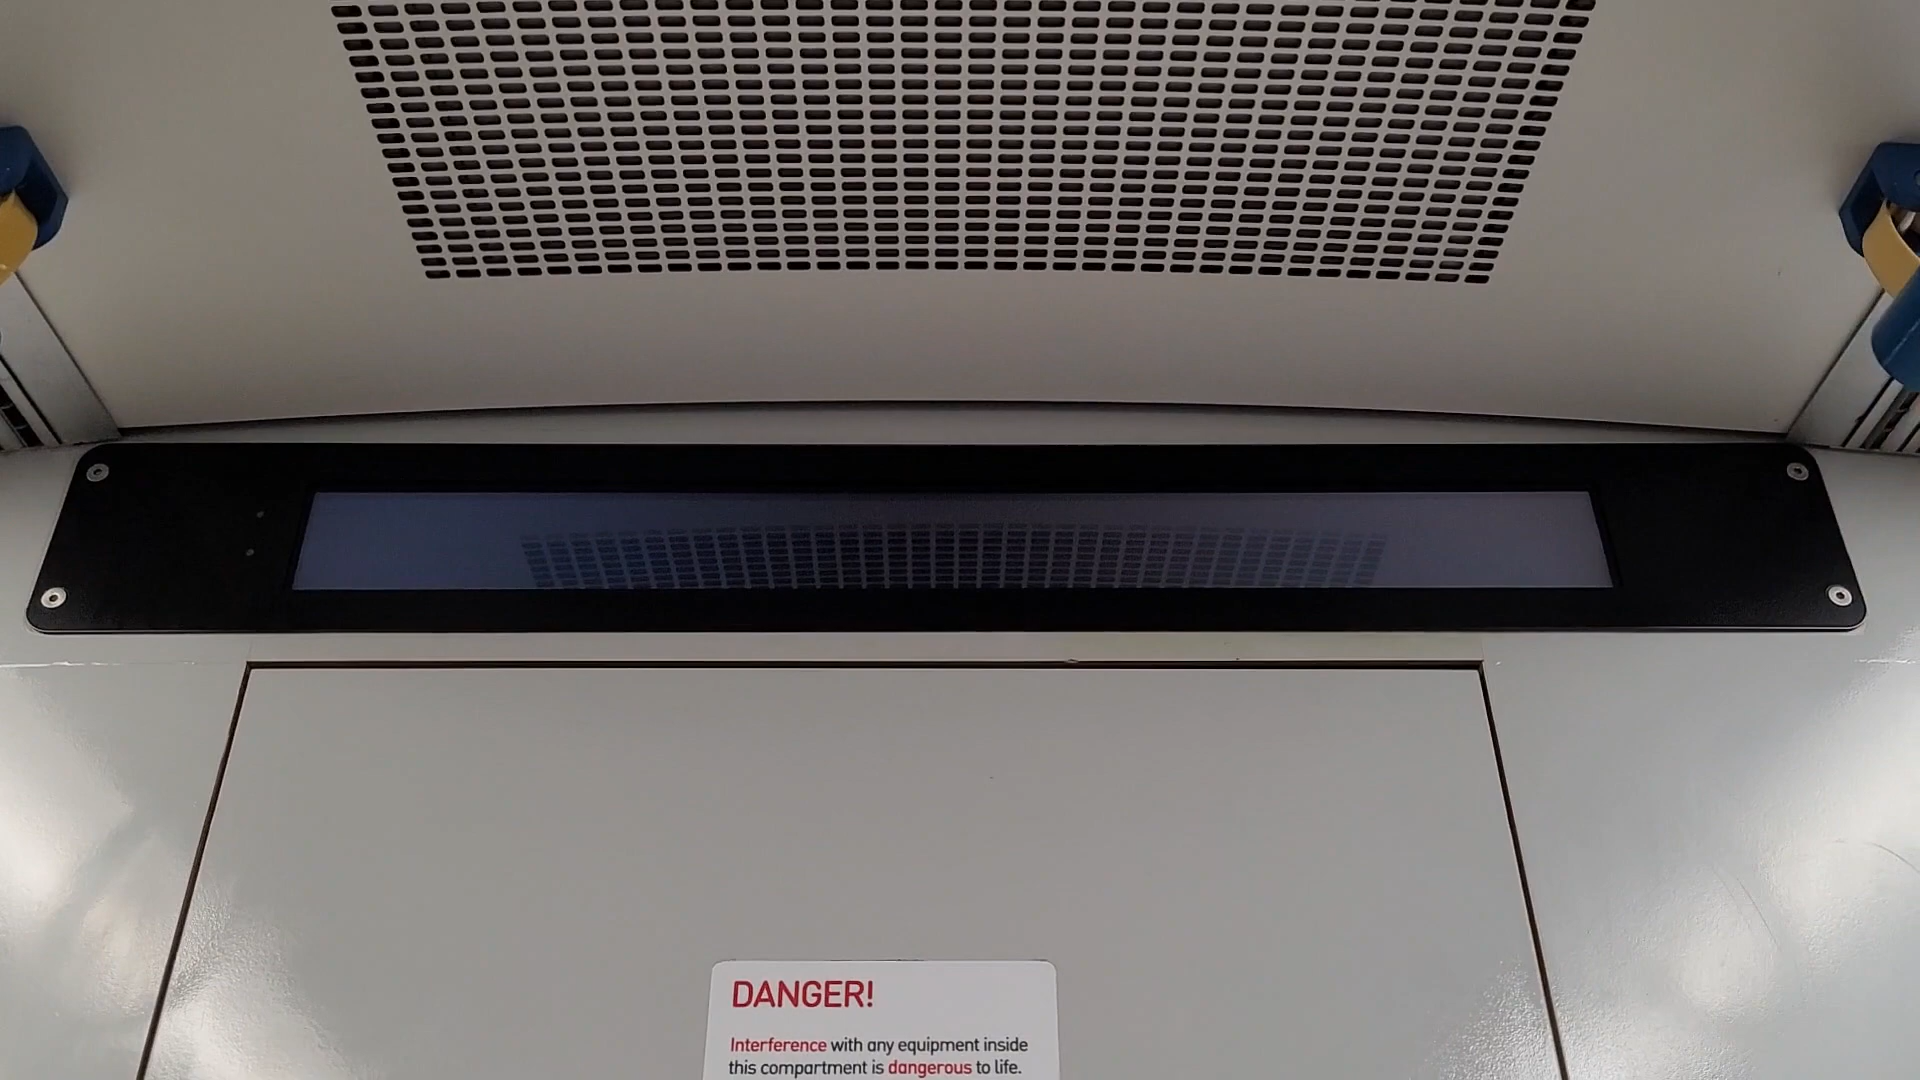 DANGER!
Interference with any equipment inside
this compartment is dangerous to life.